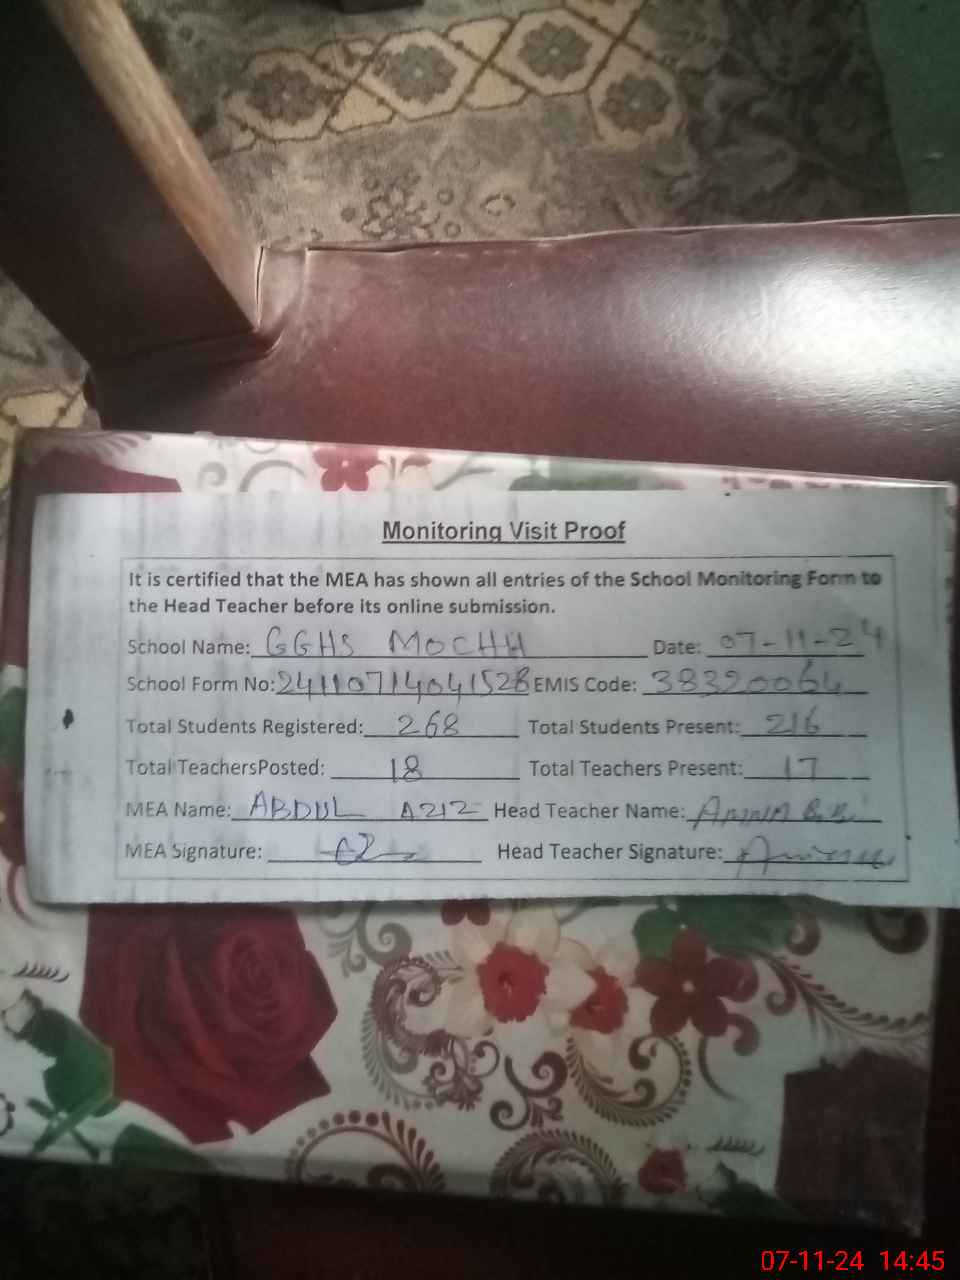 Monitoring Visit Proof
It is certified that the MEA has shown all entries of the School Monitoring Form to
the Head Teacher before its online submission.
School Name: GGHS MOCHH Date: 07-11-24
School Form No: 24110714041528 EMIS Code: 38320064
Total Students Registered: 268 Total Students Present: 216
Total TeachersPosted: 18 Total Teachers Present: 17
MEA Name: ABDUL AZIZ Head Teacher Name: Amna
MEA Signature: Head Teacher Signature:
07-11-24 14:45